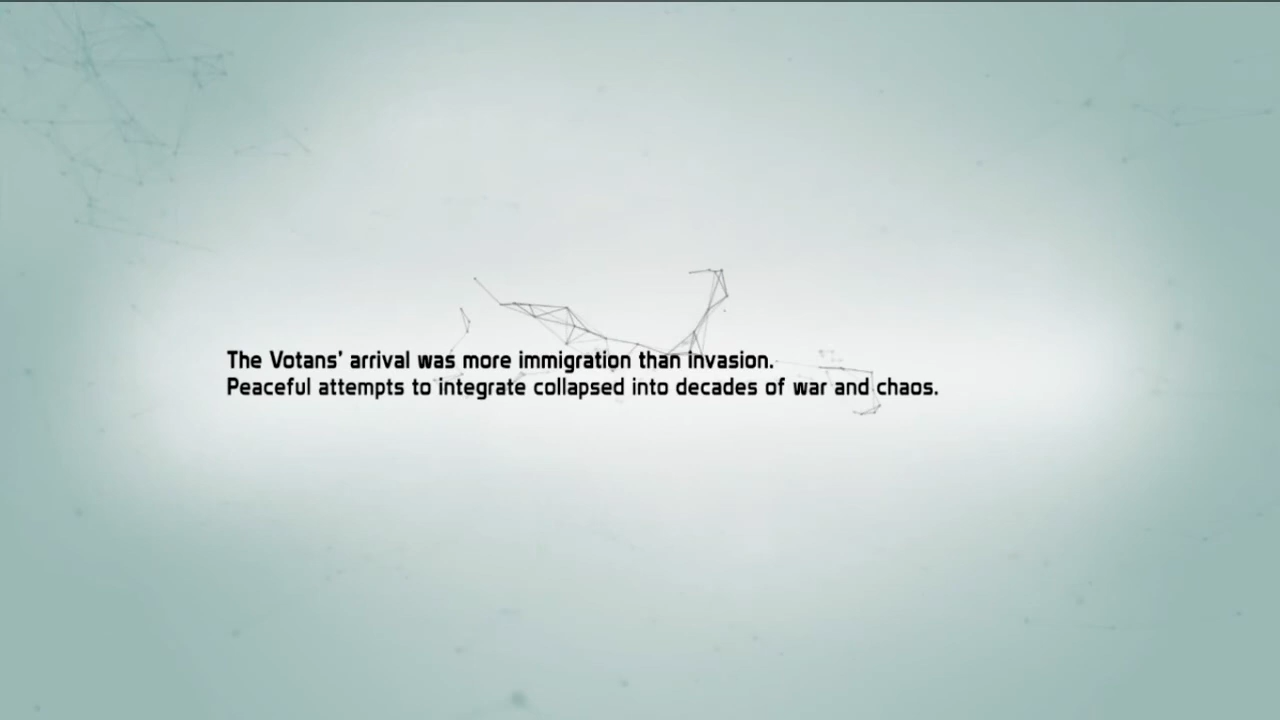 The Votans' arrival was more immigration than invasion.
Peaceful attempts to integrate collapsed into decades of war and chaos.